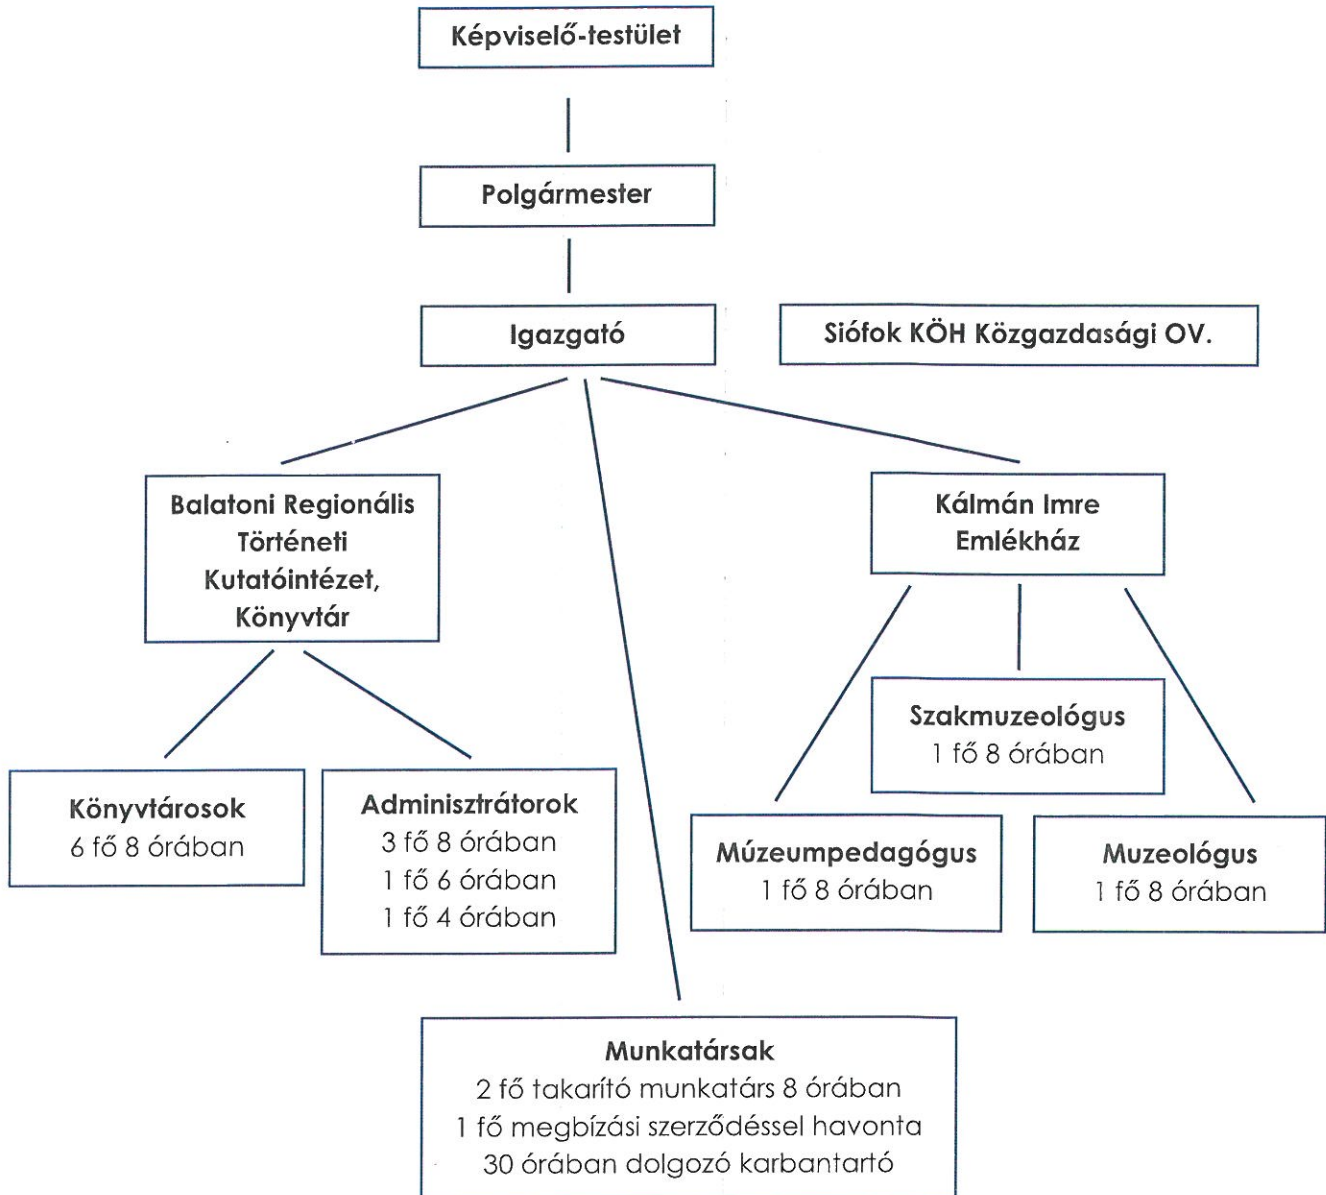 Képviselő-testület
Polgármester
Igazgató
Siófok KÖH Közgazdasági OV.
Balatoni Regionális
Történeti
Kutatóintézet,
Könyvtár
Kálmán Imre
Emlékház
Szakmuzeológus
1 fő 8 órában
Könyvtárosok
6 fő 8 órában
Adminisztrátorok
3 fő 8 órában
1 fő 6 órában
1 fő 4 órában
Múzeumpedagógus
1 fő 8 órában
Muzeológus
1 fő 8 órában
Munkatársak
2 fő takarító munkatárs 8 órában
1 fő megbízási szerződéssel havonta
30 órában dolgozó karbantartó